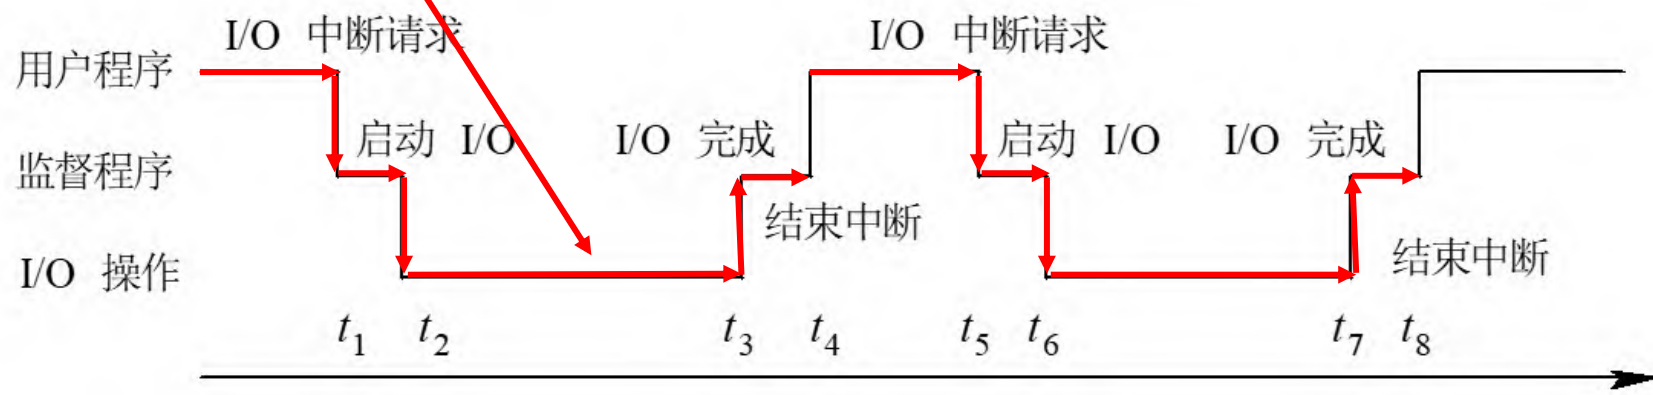 I/O 中断请求 I/O 中断请求
用户程序
启动 I/O I/O 完成 启动 I/O I/O 完成
监督程序
结束中断
结束中断
I/O 操作
t1 t2 t3 t4 t5 t6 t7 t8